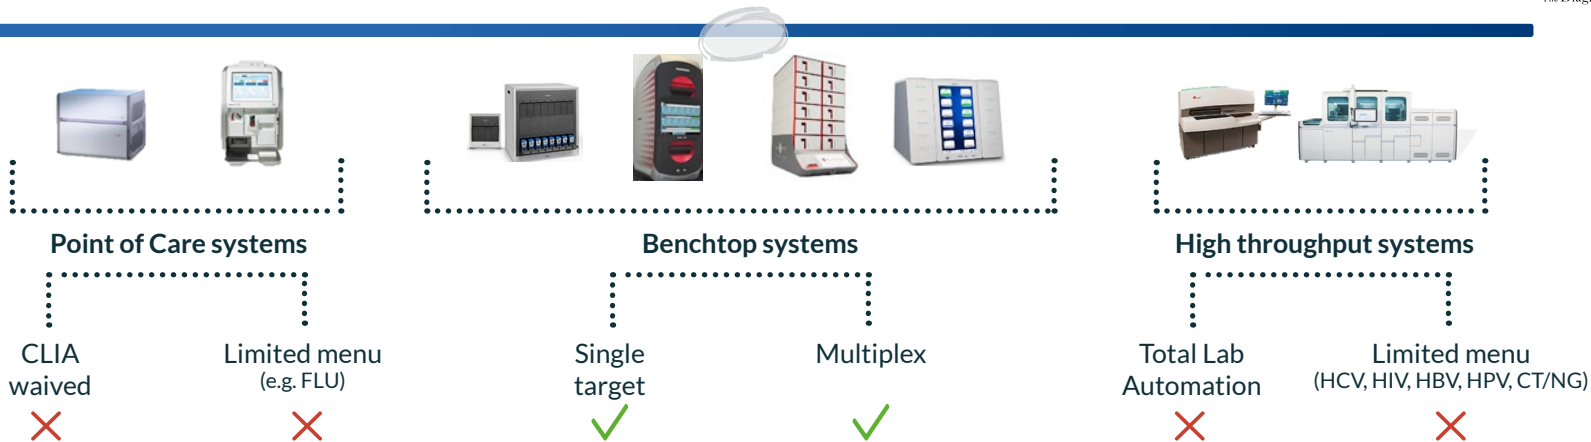 Point of Care systems
Benchtop systems
High throughput systems
CLIA
waived
Limited menu
(e.g. FLU)
Single
target
Multiplex
Total Lab
Automation
Limited menu
(HCV, HIV, HBV, HPV, CT/NG)